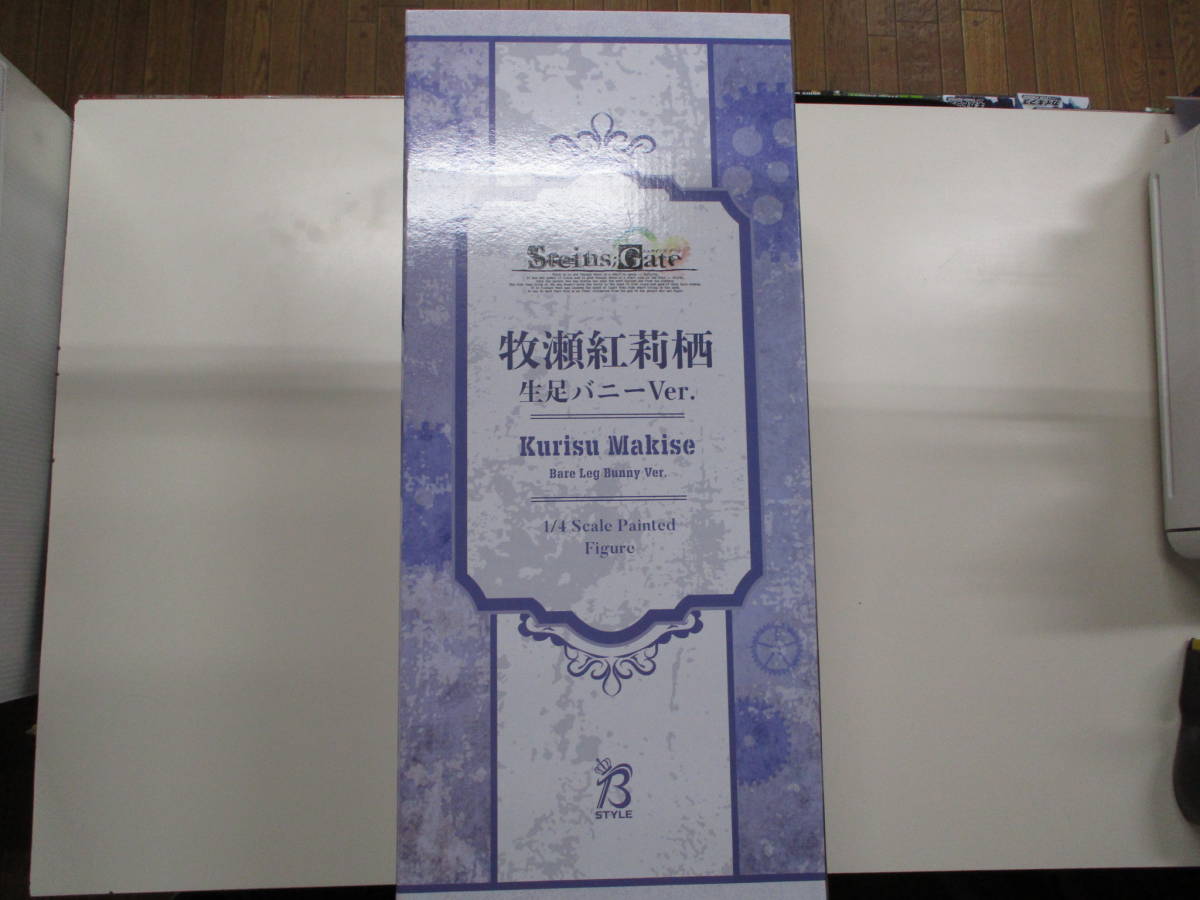 Steins;Gate
牧瀬紅莉栖
生足バニーVer.
Kurisu Makise
Bare Leg Bunny Ver.
1/4 Scale Painted
Figure
B
STYLE